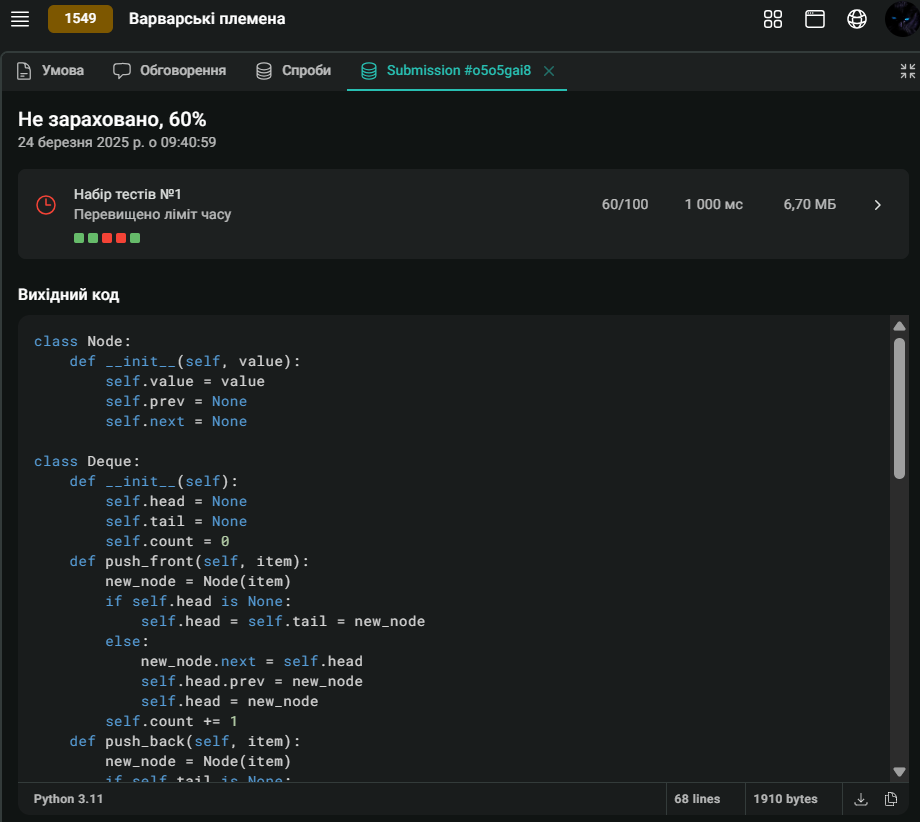 1549 Варварські племена
Умова Обговорення Спроби Submission #o5o5gai8
Не зараховано, 60%
24 березня 2025 р. о 09:40:59
Набір тестів №1
Перевищено ліміт часу
60/100 1 000 мс 6,70 МБ
Вихідний код
class Node:
    def __init__(self, value):
        self.value = value
        self.prev = None
        self.next = None
class Deque:
    def __init__(self):
        self.head = None
        self.tail = None
        self.count = 0
    def push_front(self, item):
        new_node = Node(item)
        if self.head is None:
            self.head = self.tail = new_node
        else:
            new_node.next = self.head
            self.head.prev = new_node
            self.head = new_node
        self.count += 1
    def push_back(self, item):
        new_node = Node(item)
        if self.tail is None:
Python 3.11 68 lines 1910 bytes